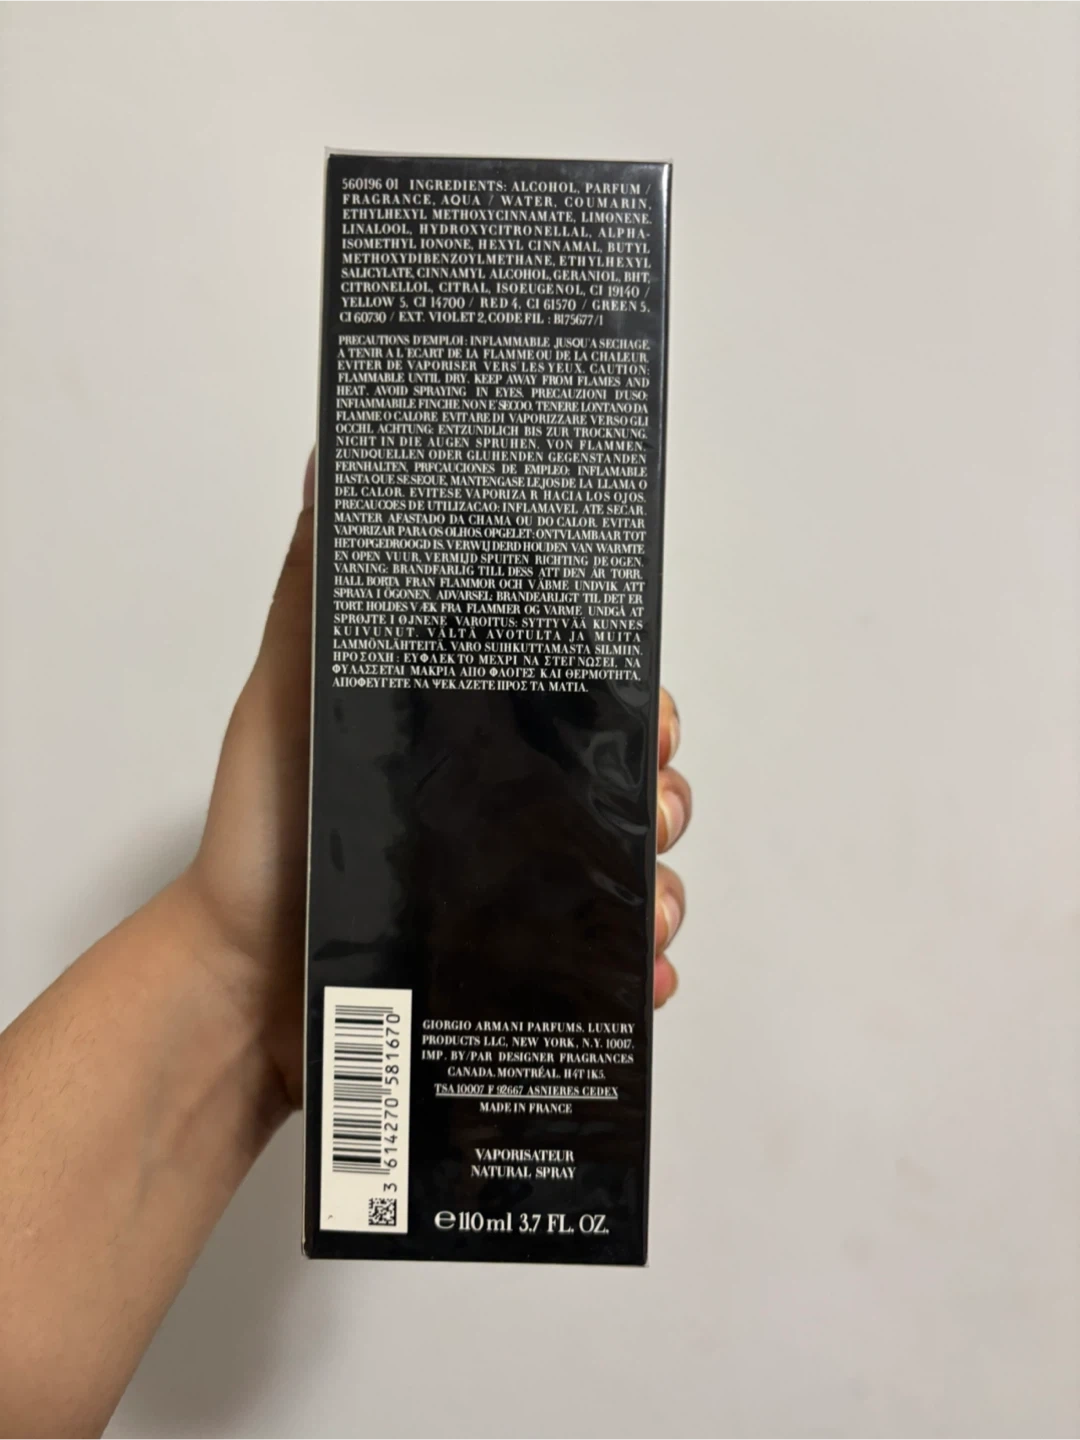 560196 01 INGREDIENTS: ALCOHOL, PARFUM /
FRAGRANCE, AQUA / WATER, COUMARIN,
ETHYLHEXYL METHOXYCINNAMATE, LIMONENE,
LINALOOL, HYDROXYCITRONELLAL, ALPHA-
ISOMETHYL IONONE, HEXYL CINNAMAL, BUTYL
METHOXYDIBENZOYLMETHANE, ETHYLHEXYL
SALICYLATE, CINNAMYL ALCOHOL, GERANIOL, BHT,
CITRONELLOL, CITRAL, ISOEUGENOL, CI 19140 /
YELLOW 5, CI 14700 / RED 4, CI 61570 / GREEN 5,
CI 60730 / EXT. VIOLET 2, CODE FIL : B175677/1
PRECAUTIONS D'EMPLOI : INFLAMMABLE JUSQU'A SECHAGE.
A TENIR A L'ECART DE LA FLAMME OU DE LA CHALEUR.
EVITER DE VAPORISER VERS LES YEUX. CAUTION:
FLAMMABLE UNTIL DRY. KEEP AWAY FROM FLAMES AND
HEAT. AVOID SPRAYING IN EYES. PRECAUZIONI D'USO:
INFIAMMABILE FINCHE NON E' SECOO. TENERE LONTANO DA
FLAMME O CALORE EVITARE DI VAPORIZZARE VERSO GLI
OCCHI. ACHTUNG: ENTZUNDLICH BIS ZUR TROCKNUNG.
NICHT IN DIE AUGEN SPRUHEN. VON FLAMMEN,
ZUNDQUELLEN ODER GLUHENDEN GEGENSTANDEN
FERNHALTEN, PRFCAUCIONES DE EMPLEO: INFLAMABLE
HASTA QUE SESEQUE, MANTENGASE LEJOS DE LA LLAMA O
DEL CALOR. EVITESE VAPORIZA R HACIA LOS OJOS.
PRECAUCOES DE UTILIZACAO: INFLAMAVEL ATE SECAR.
MANTER AFASTADO DA CHAMA OU DO CALOR. EVITAR
VAPORIZAR PARA OS OLHOS. OPGELET: ONTVLAMBAAR TOT
HET OPGEDROOGD IS. VERWIJDERD HOUDEN VAN WARMTE
EN OPEN VUUR. VERMIJD SPUITEN RICHTING DE OGEN.
VARNING: BRANDFARLIG TILL DESS ATT DEN ÄR TORR.
HALL BORTA FRAN FLAMMOR OCH VÄBME UNDVIK ATT
SPRAYA I ÖGONEN. ADVARSEL: BRANDEARLIGT TIL DET ER
TORT. HOLDES VÆK FRA FLAMMER OG VARME UNDGÅ AT
SPRØJTE I ØJNENE. VAROITUS: SYTTYVÄÄ KUNNES
KUIVUNUT. VÄLTÄ AVOTULTA JA MUITA
LAMMÖNLÄHTEITÄ. VARO SUIHKUTTAMASTA SILMIIN.
ΠΡΟΣΟΧΗ : ΕΥΦΛΕΚΤΟ ΜΕΧΡΙ ΝΑ ΣΤΕΓΝΩΣΕΙ, ΝΑ
ΦΥΛΑΣΣΕΤΑΙ ΜΑΚΡΙΑ ΑΠΟ ΦΛΟΓΕΣ ΚΑΙ ΘΕΡΜΟΤΗΤΑ,
ΑΠΟΦΕΥΓΕΤΕ ΝΑ ΨΕΚΑΖΕΤΕ ΠΡΟΣ ΤΑ ΜΑΤΙΑ.
3 614270 581670
GIORGIO ARMANI PARFUMS, LUXURY
PRODUCTS LLC, NEW YORK, N.Y. 10017.
IMP. BY/PAR DESIGNER FRAGRANCES
CANADA, MONTRÉAL, H4T 1K5.
TSA 10007 F 92667 ASNIERES CEDEX
MADE IN FRANCE
VAPORISATEUR
NATURAL SPRAY
℮110 ml 3.7 FL. OZ.